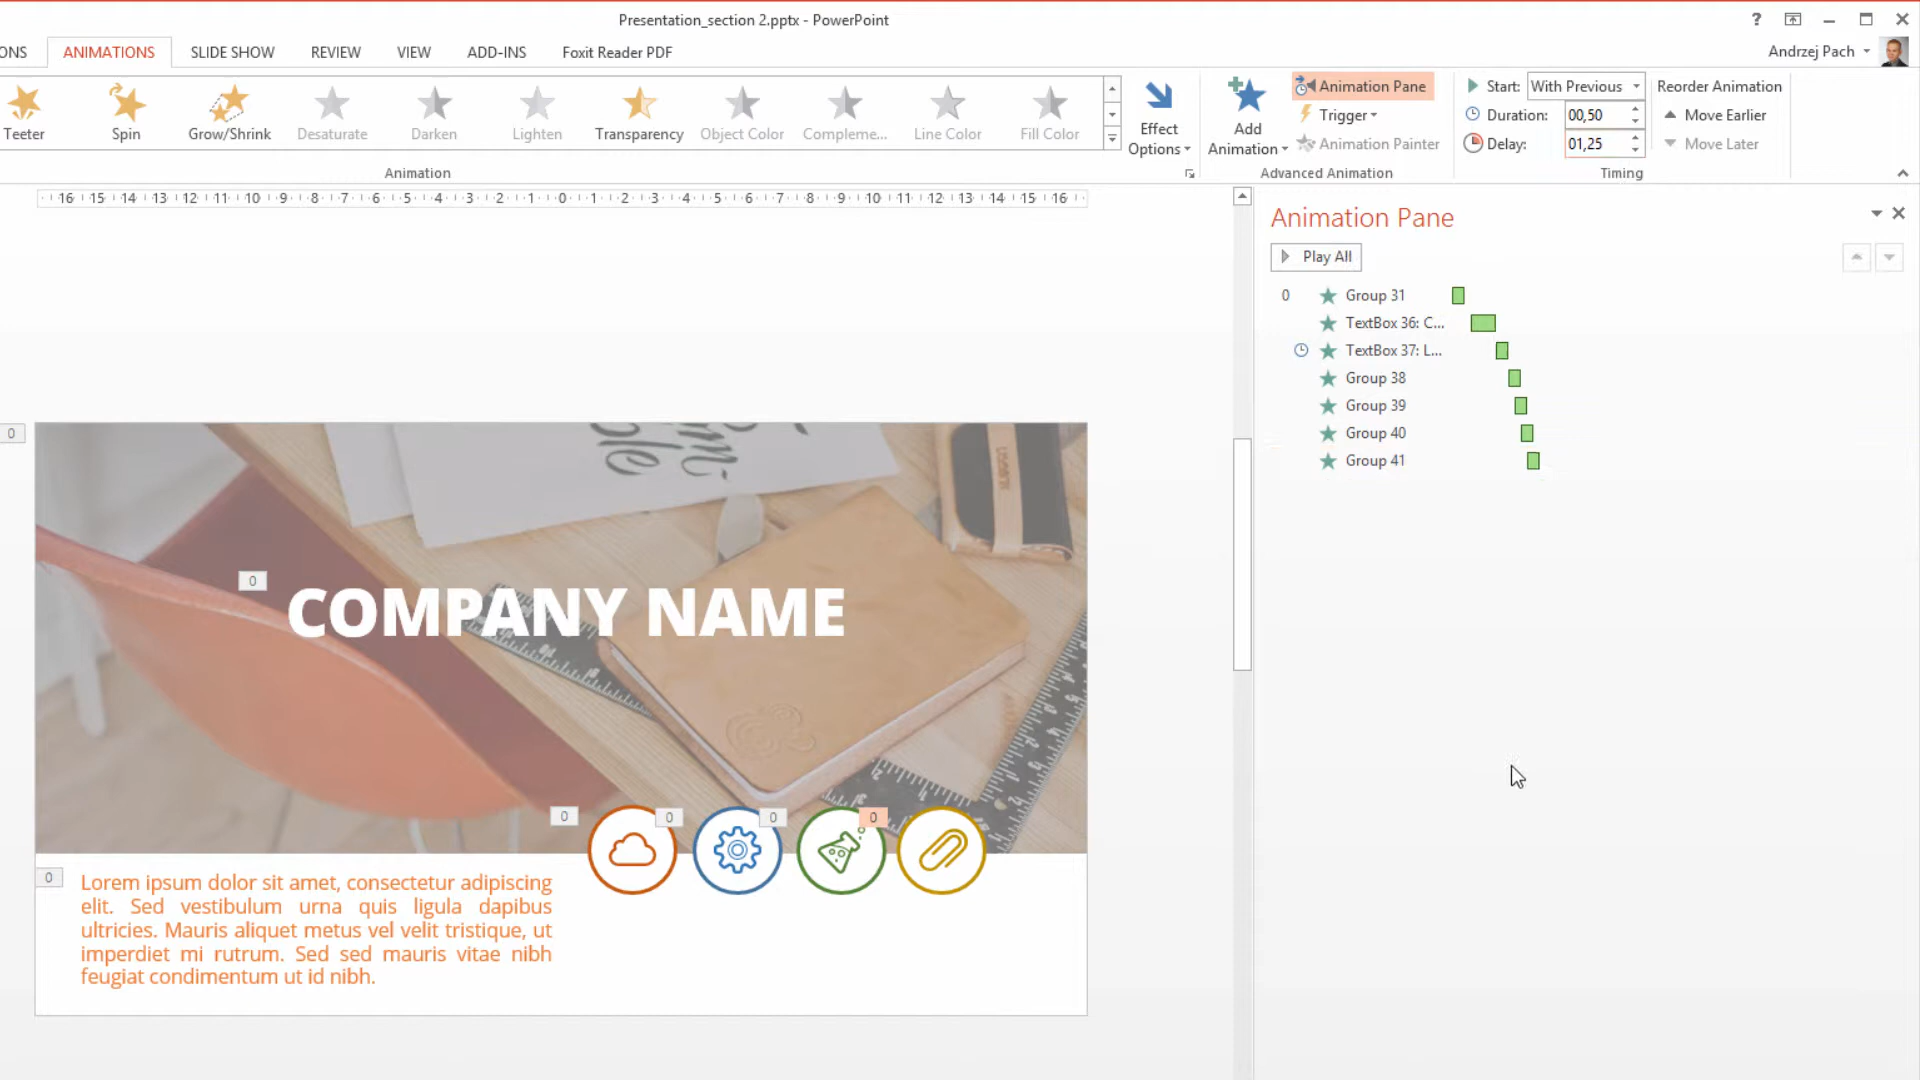 Presentation_section 2.pptx - PowerPoint
?
ONS
ANIMATIONS
SLIDE SHOW
REVIEW
VIEW
ADD-INS
Foxit Reader PDF
Andrzej Pach
Teeter
Spin
Grow/Shrink
Desaturate
Darken
Lighten
Transparency
Object Color
Compleme...
Line Color
Fill Color
Animation
Effect
Options
Add
Animation
Animation Pane
Trigger
Animation Painter
Advanced Animation
Start: With Previous
Duration: 00,50
Delay: 01,25
Timing
Reorder Animation
Move Earlier
Move Later
16 15 14 13 12 11 10 9 8 7 6 5 4 3 2 1 0 1 2 3 4 5 6 7 8 9 10 11 12 13 14 15 16
Animation Pane
Play All
0 Group 31
TextBox 36: C...
TextBox 37: L...
Group 38
Group 39
Group 40
Group 41
0
0
COMPANY NAME
0
0
0
0
0
Lorem ipsum dolor sit amet, consectetur adipiscing
elit. Sed vestibulum urna quis ligula dapibus
ultricies. Mauris aliquet metus vel velit tristique, ut
imperdiet mi rutrum. Sed sed mauris vitae nibh
feugiat condimentum ut id nibh.